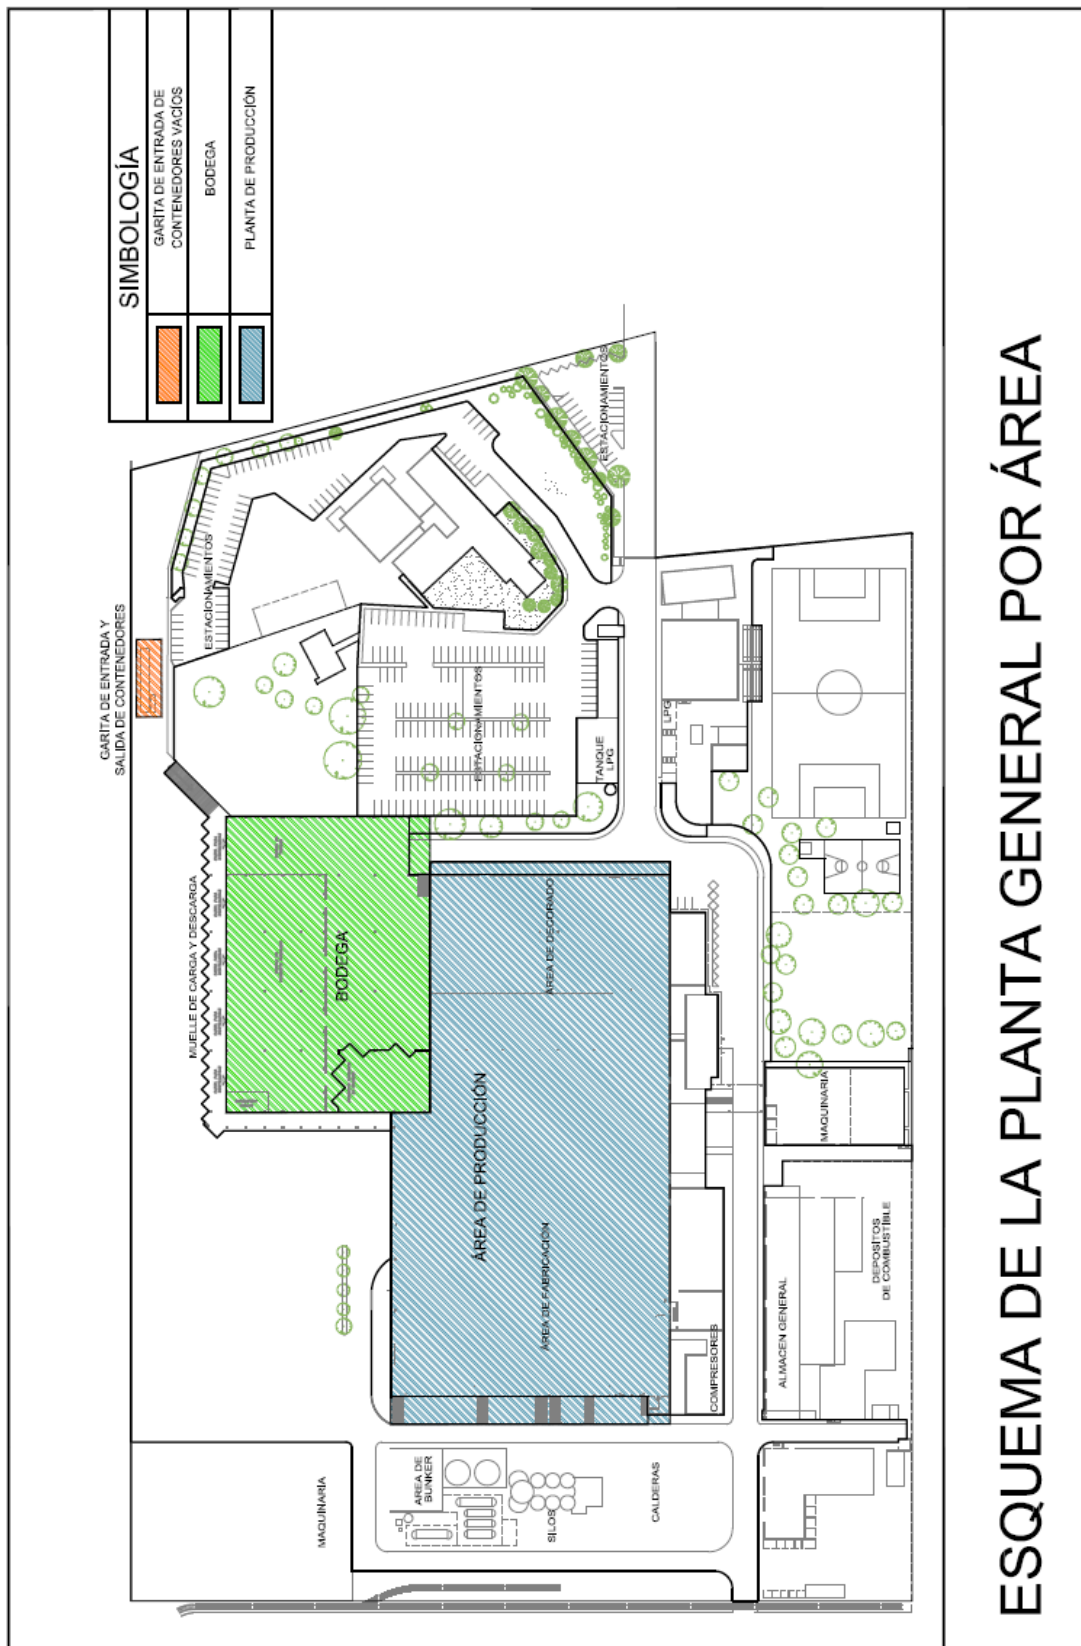 SIMBOLOGÍA
GARITA DE ENTRADA DE
CONTENEDORES VACÍOS
BODEGA
PLANTA DE PRODUCCIÓN
GARITA DE ENTRADA Y
SALIDA DE CONTENEDORES
ESTACIONAMIENTOS
ESTACIONAMIENTOS
ESTACIONAMIENTOS
TANQUE
LPG
LPG
MUELLE DE CARGA Y DESCARGA
BODEGA
ÁREA DE DECORADO
ÁREA DE PRODUCCIÓN
ÁREA DE FABRICACIÓN
MAQUINARIA
COMPRESORES
ALMACEN GENERAL
DEPOSITOS
DE COMBUSTIBLE
MAQUINARIA
AREA DE
BUNKER
SILOS
CALDERAS
ESQUEMA DE LA PLANTA GENERAL POR ÁREA